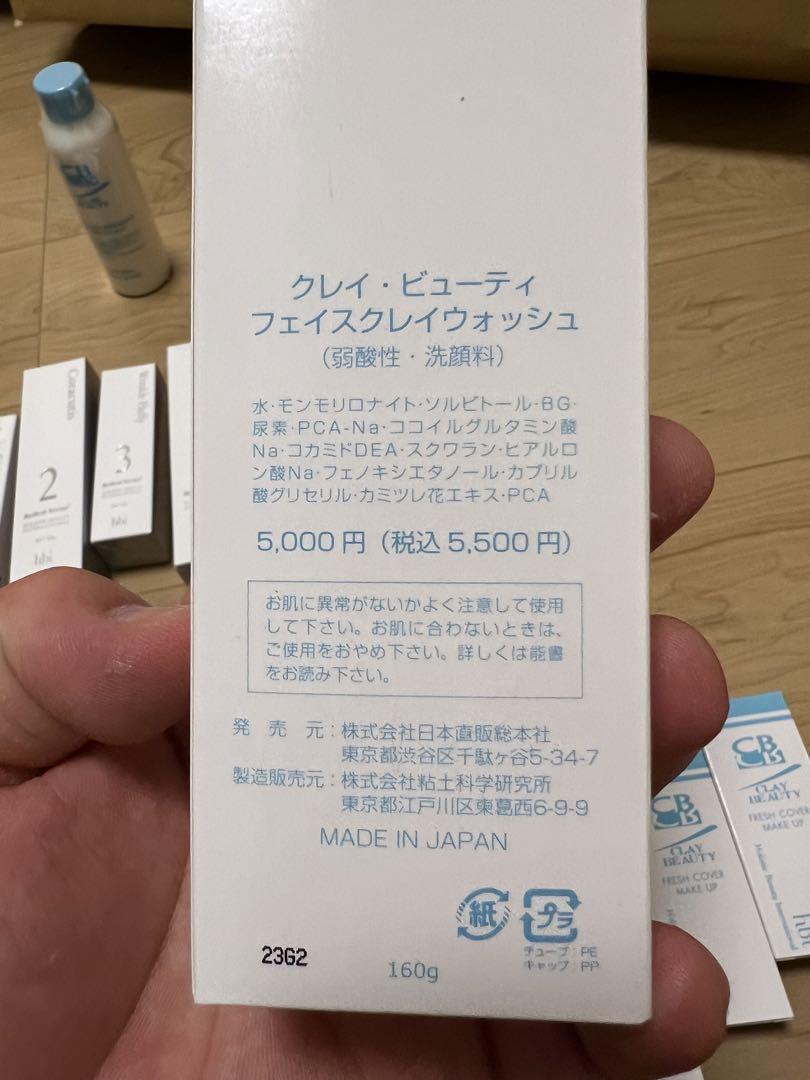 クレイ・ビューティ
フェイスクレイウォッシュ
(弱酸性・洗顔料)
水・モンモリロナイト・ソルビトール・BG・
尿素・PCA-Na・ココイルグルタミン酸
Na・コカミドDEA・スクワラン・ヒアルロ
ン酸Na・フェノキシエタノール・カプリル
酸グリセリル・カミツレ花エキス・PCA
5,000円(税込5,500円)
お肌に異常がないかよく注意して使用
して下さい。お肌に合わないときは、
ご使用をおやめ下さい。詳しくは能書
をお読み下さい。
発売元:株式会社日本直販総本社
東京都渋谷区千駄ヶ谷5-34-7
製造販売元:株式会社粘土科学研究所
東京都江戸川区東葛西6-9-9
MADE IN JAPAN
紙
プラ
チューブ:PE
キャップ:PP
23G2
160g
2
hbi
3
hbi
CLAY
BEAUTY
FRESH COVER
MAKE UP
CLAY
BEAUTY
FRESH COVER
MAKE UP